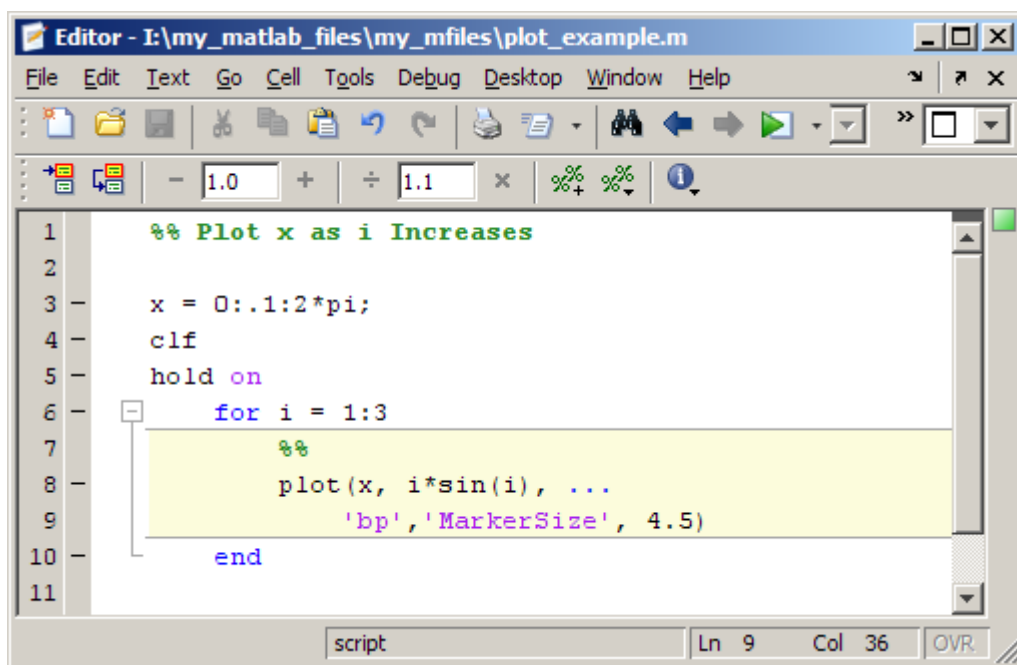 Editor - I:\my_matlab_files\my_mfiles\plot_example.m
File Edit Text Go Cell Tools Debug Desktop Window Help
- 1.0 + ÷ 1.1 × %%+ %%
1 %% Plot x as i Increases
2
3 - x = 0:.1:2*pi;
4 - clf
5 - hold on
6 - for i = 1:3
7 %%
8 - plot(x, i*sin(i), ...
9 'bp','MarkerSize', 4.5)
10 - end
11
script Ln 9 Col 36 OVR